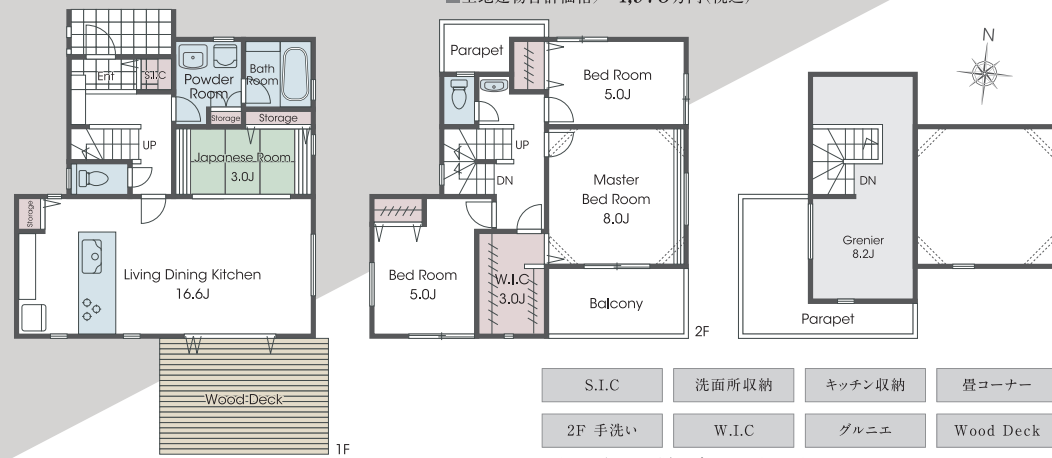 N
Ent
S.I.C
Powder
Room
Bath
Room
Storage
Storage
UP
Japanese Room
3.0J
Storage
Living Dining Kitchen
16.6J
Wood Deck
1F
Parapet
Bed Room
5.0J
UP
DN
Master
Bed Room
8.0J
Bed Room
5.0J
W.I.C
3.0J
Balcony
2F
DN
Grenier
8.2J
Parapet
S.I.C
洗面所収納
キッチン収納
畳コーナー
2F 手洗い
W.I.C
グルニエ
Wood Deck